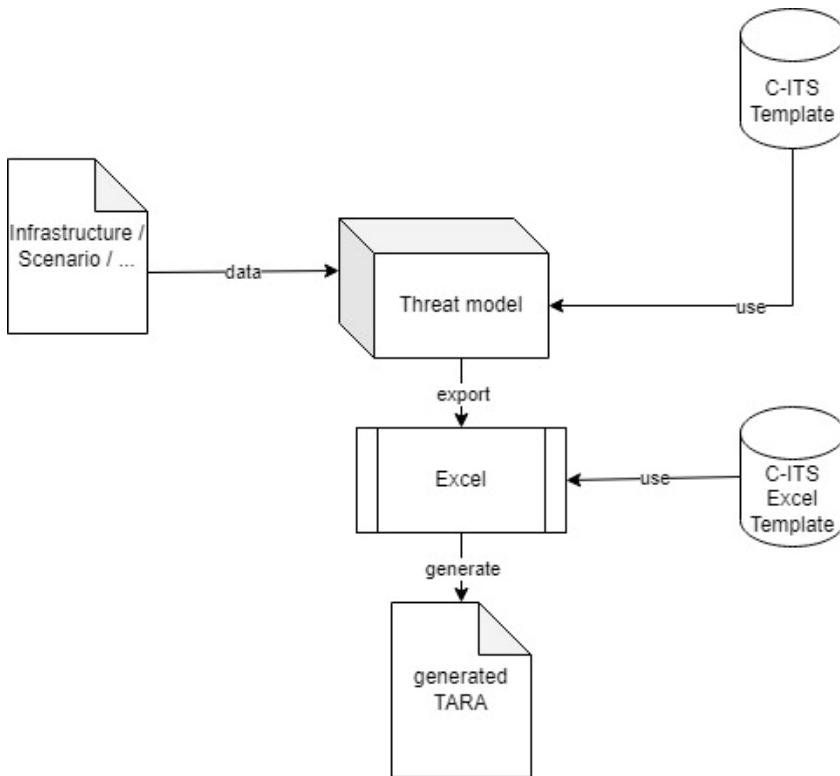 C-ITS
Template
Infrastructure /
Scenario / ...
data
Threat model
use
export
Excel
use
C-ITS
Excel
Template
generate
generated
TARA